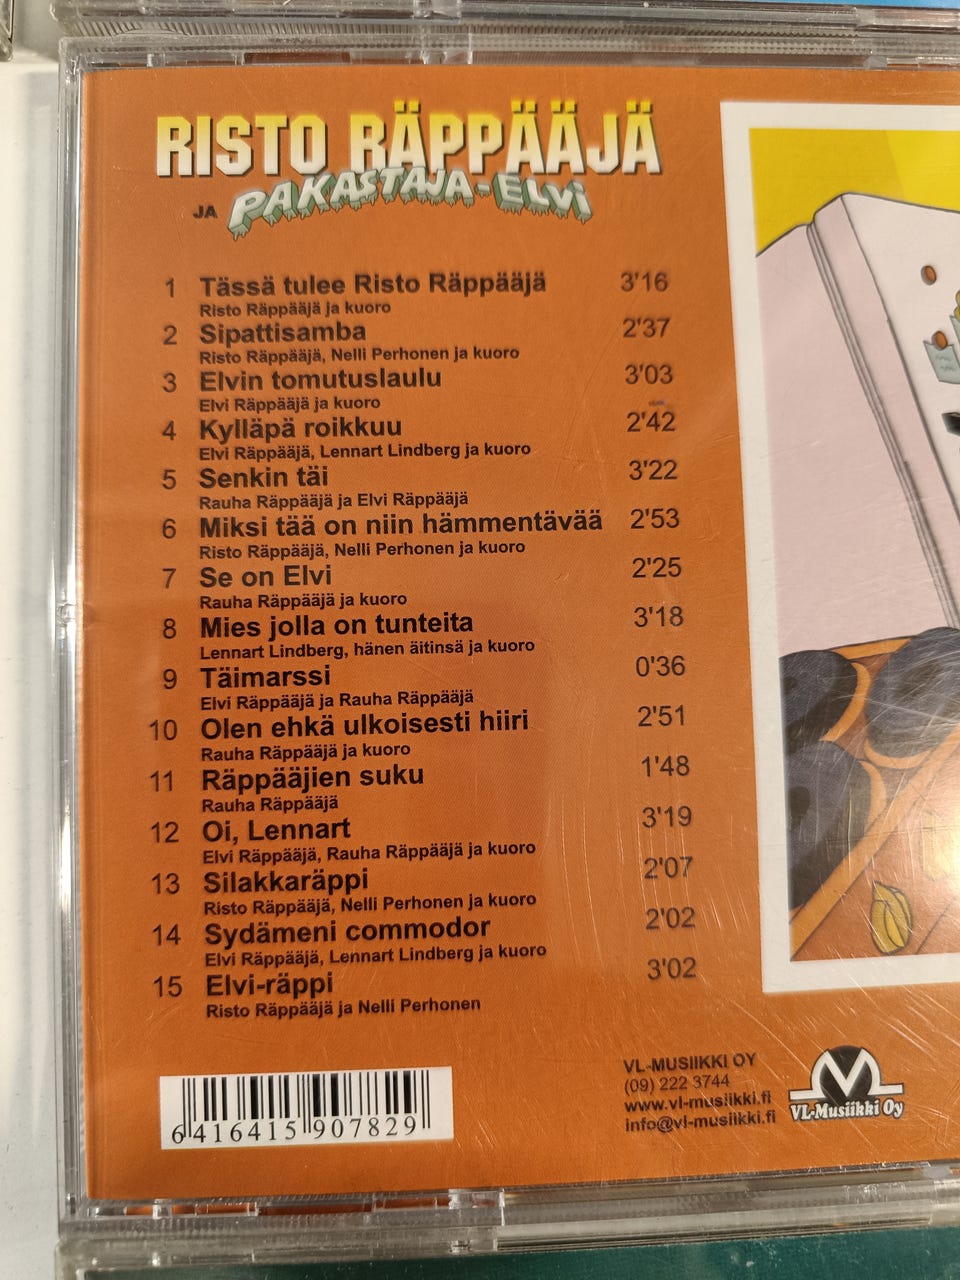 RISTO RÄPPÄÄJÄ
JA PAKASTAJA-ELVI
1 Tässä tulee Risto Räppääjä 3'16
Risto Räppääjä ja kuoro
2 Sipattisamba 2'37
Risto Räppääjä, Nelli Perhonen ja kuoro
3 Elvin tomutuslaulu 3'03
Elvi Räppääjä ja kuoro
4 Kylläpä roikkuu 2'42
Elvi Räppääjä, Lennart Lindberg ja kuoro
5 Senkin täi 3'22
Rauha Räppääjä ja Elvi Räppääjä
6 Miksi tää on niin hämmentävää 2'53
Risto Räppääjä, Nelli Perhonen ja kuoro
7 Se on Elvi 2'25
Rauha Räppääjä ja kuoro
8 Mies jolla on tunteita 3'18
Lennart Lindberg, hänen äitinsä ja kuoro
9 Täimarssi 0'36
Elvi Räppääjä ja Rauha Räppääjä
10 Olen ehkä ulkoisesti hiiri 2'51
Rauha Räppääjä ja kuoro
11 Räppääjien suku 1'48
Rauha Räppääjä
12 Oi, Lennart 3'19
Elvi Räppääjä, Rauha Räppääjä ja kuoro
13 Silakkaräppi 2'07
Risto Räppääjä, Nelli Perhonen ja kuoro
14 Sydämeni commodor 2'02
Elvi Räppääjä, Lennart Lindberg ja kuoro
15 Elvi-räppi 3'02
Risto Räppääjä ja Nelli Perhonen
6 416415 907829
VL-MUSIIKKI OY
(09) 222 3744
www.vl-musiikki.fi
info@vl-musiikki.fi
VL-Musiikki Oy